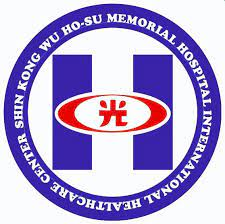 SHIN KONG WU HO-SU MEMORIAL HOSPITAL INTERNATIONAL HEALTHCARE CENTER
H
光